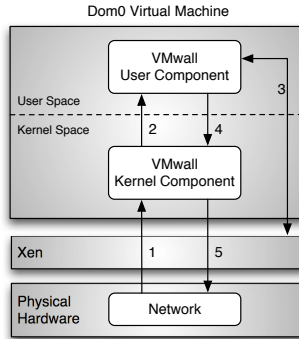 Dom0 Virtual Machine
VMwall
User Component
User Space
3
Kernel Space
2
4
VMwall
Kernel Component
Xen
1
5
Physical
Hardware
Network